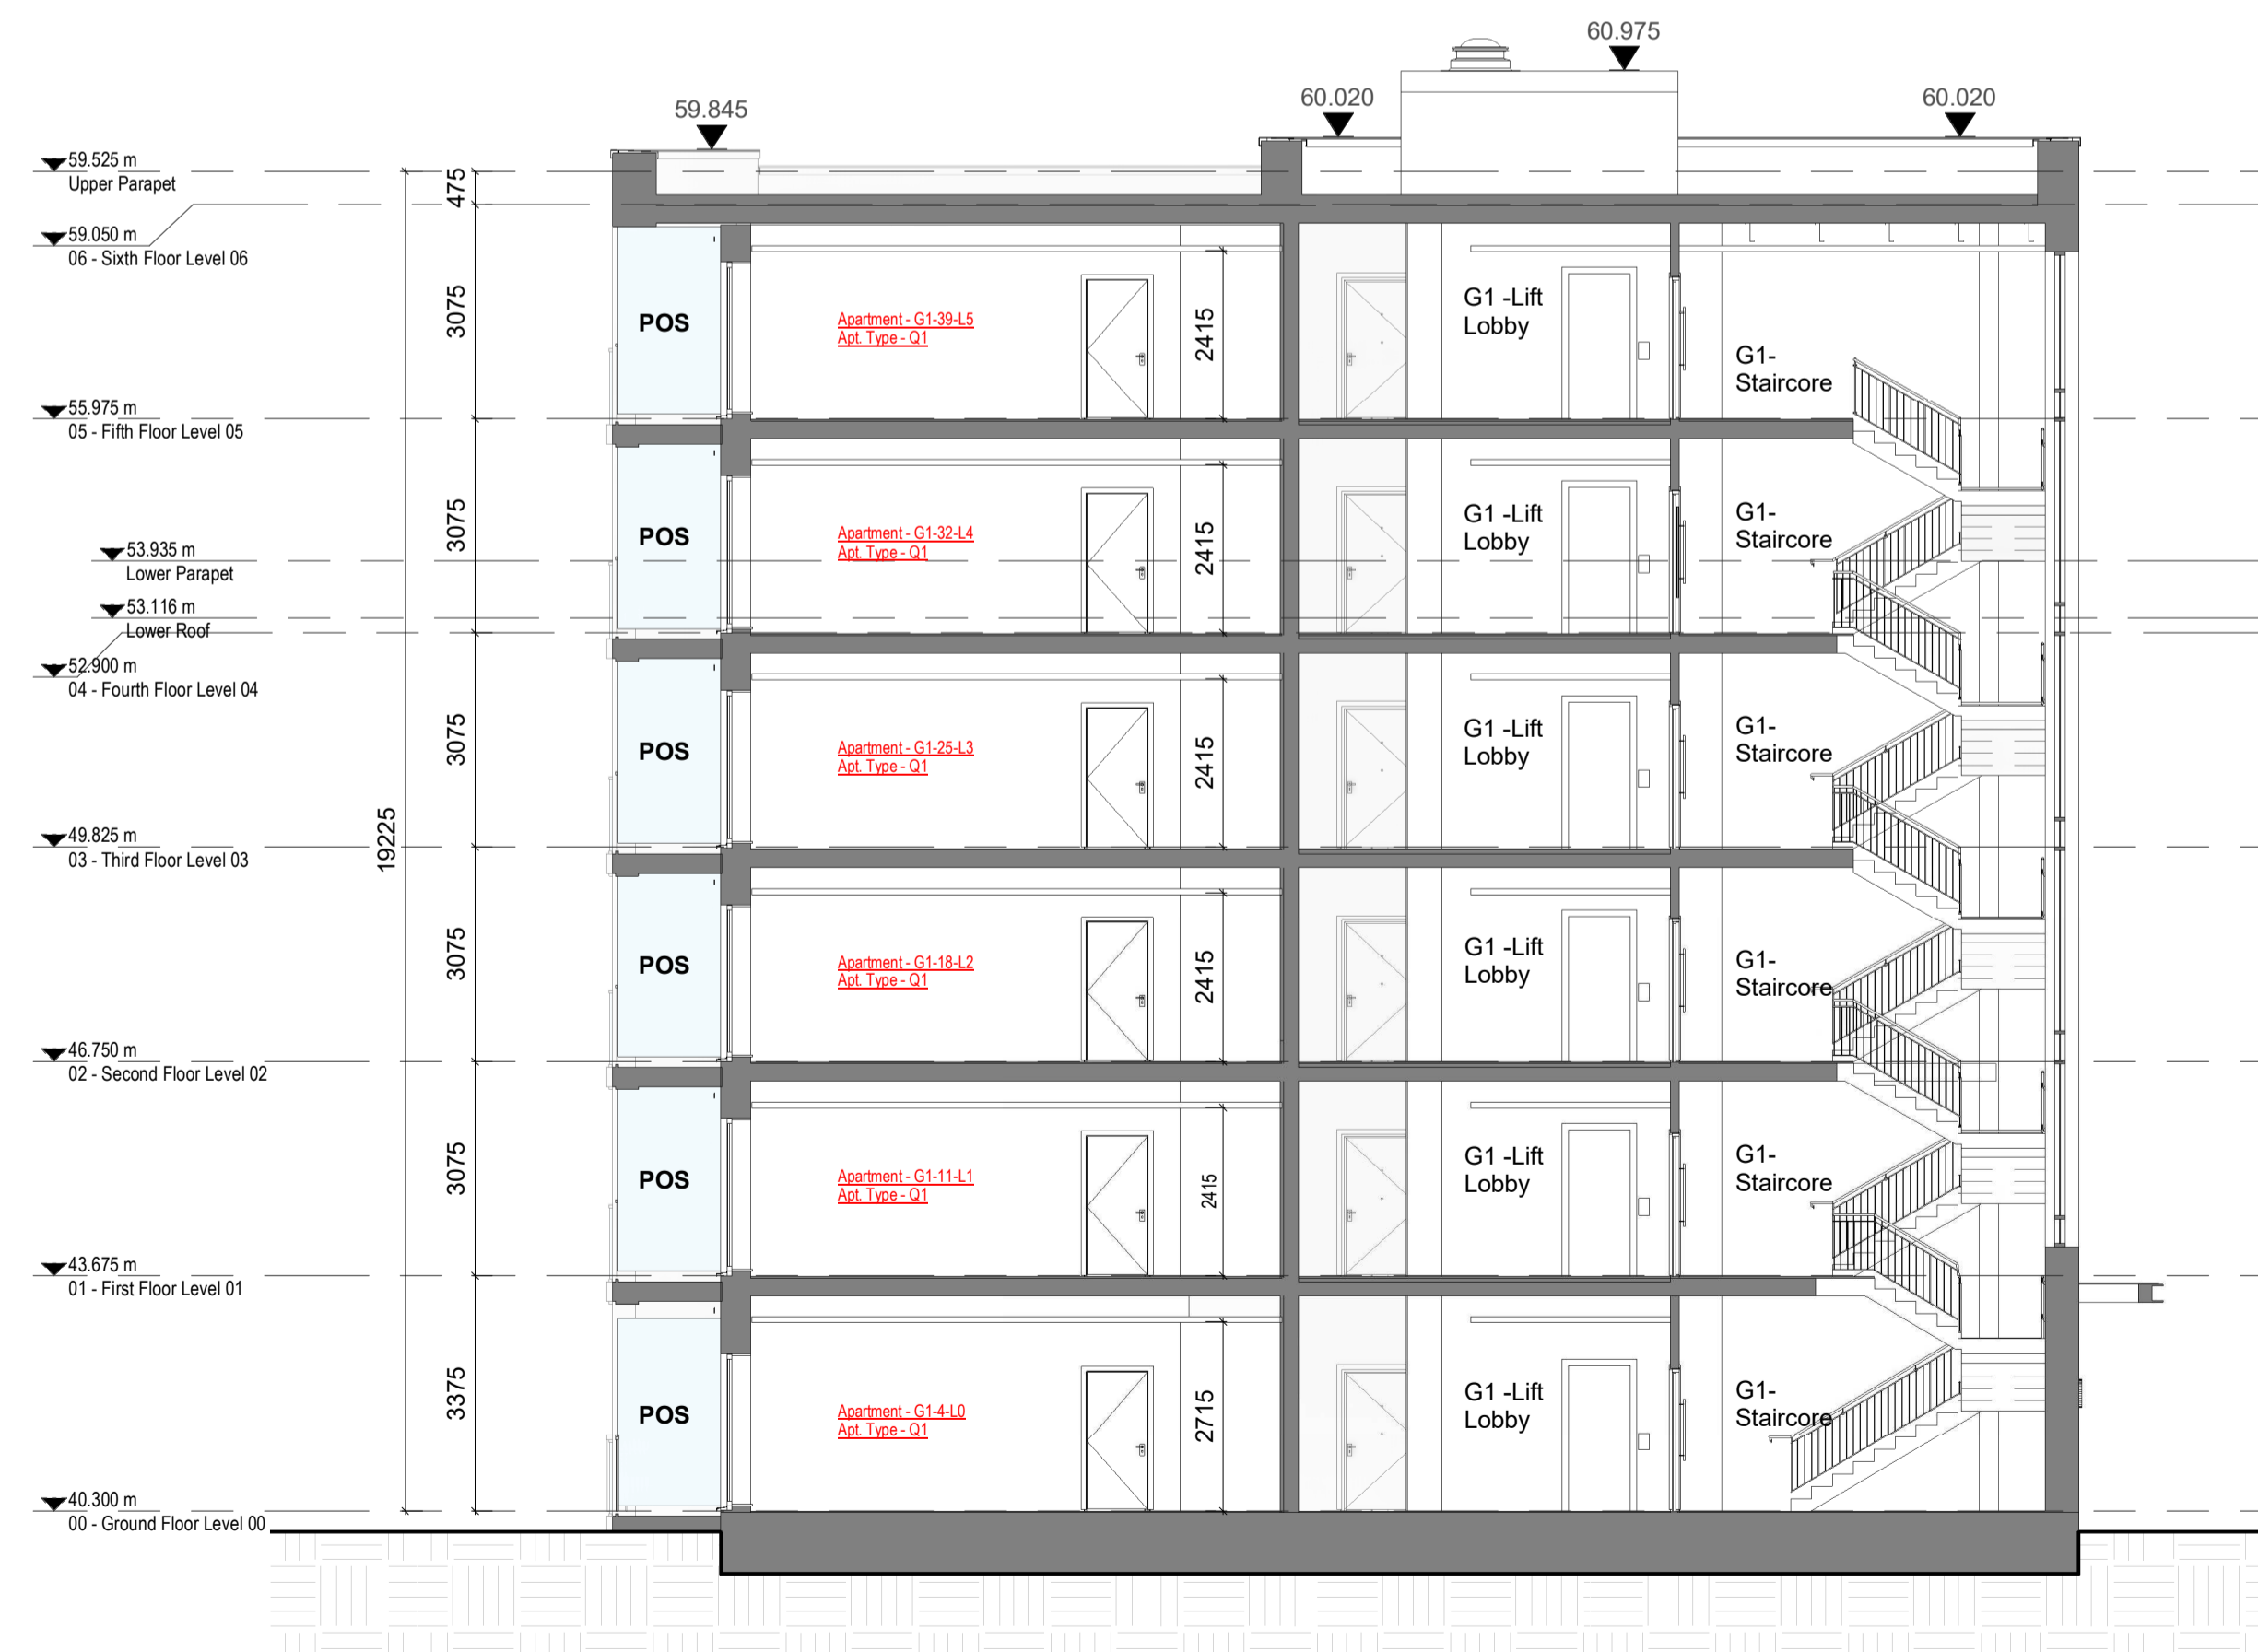 60.975
59.845
60.020
60.020
59.525 m
Upper Parapet
475
59.050 m
06 - Sixth Floor Level 06
3075
POS
Apartment - G1-39-L5
Apt. Type - Q1
2415
G1 -Lift
Lobby
G1-
Staircore
55.975 m
05 - Fifth Floor Level 05
3075
POS
Apartment - G1-32-L4
Apt. Type - Q1
2415
G1 -Lift
Lobby
G1-
Staircore
53.935 m
Lower Parapet
53.116 m
Lower Roof
52.900 m
04 - Fourth Floor Level 04
3075
POS
Apartment - G1-25-L3
Apt. Type - Q1
2415
G1 -Lift
Lobby
G1-
Staircore
19225
49.825 m
03 - Third Floor Level 03
3075
POS
Apartment - G1-18-L2
Apt. Type - Q1
2415
G1 -Lift
Lobby
G1-
Staircore
46.750 m
02 - Second Floor Level 02
3075
POS
Apartment - G1-11-L1
Apt. Type - Q1
2415
G1 -Lift
Lobby
G1-
Staircore
43.675 m
01 - First Floor Level 01
3375
POS
Apartment - G1-4-L0
Apt. Type - Q1
2715
G1 -Lift
Lobby
G1-
Staircore
40.300 m
00 - Ground Floor Level 00